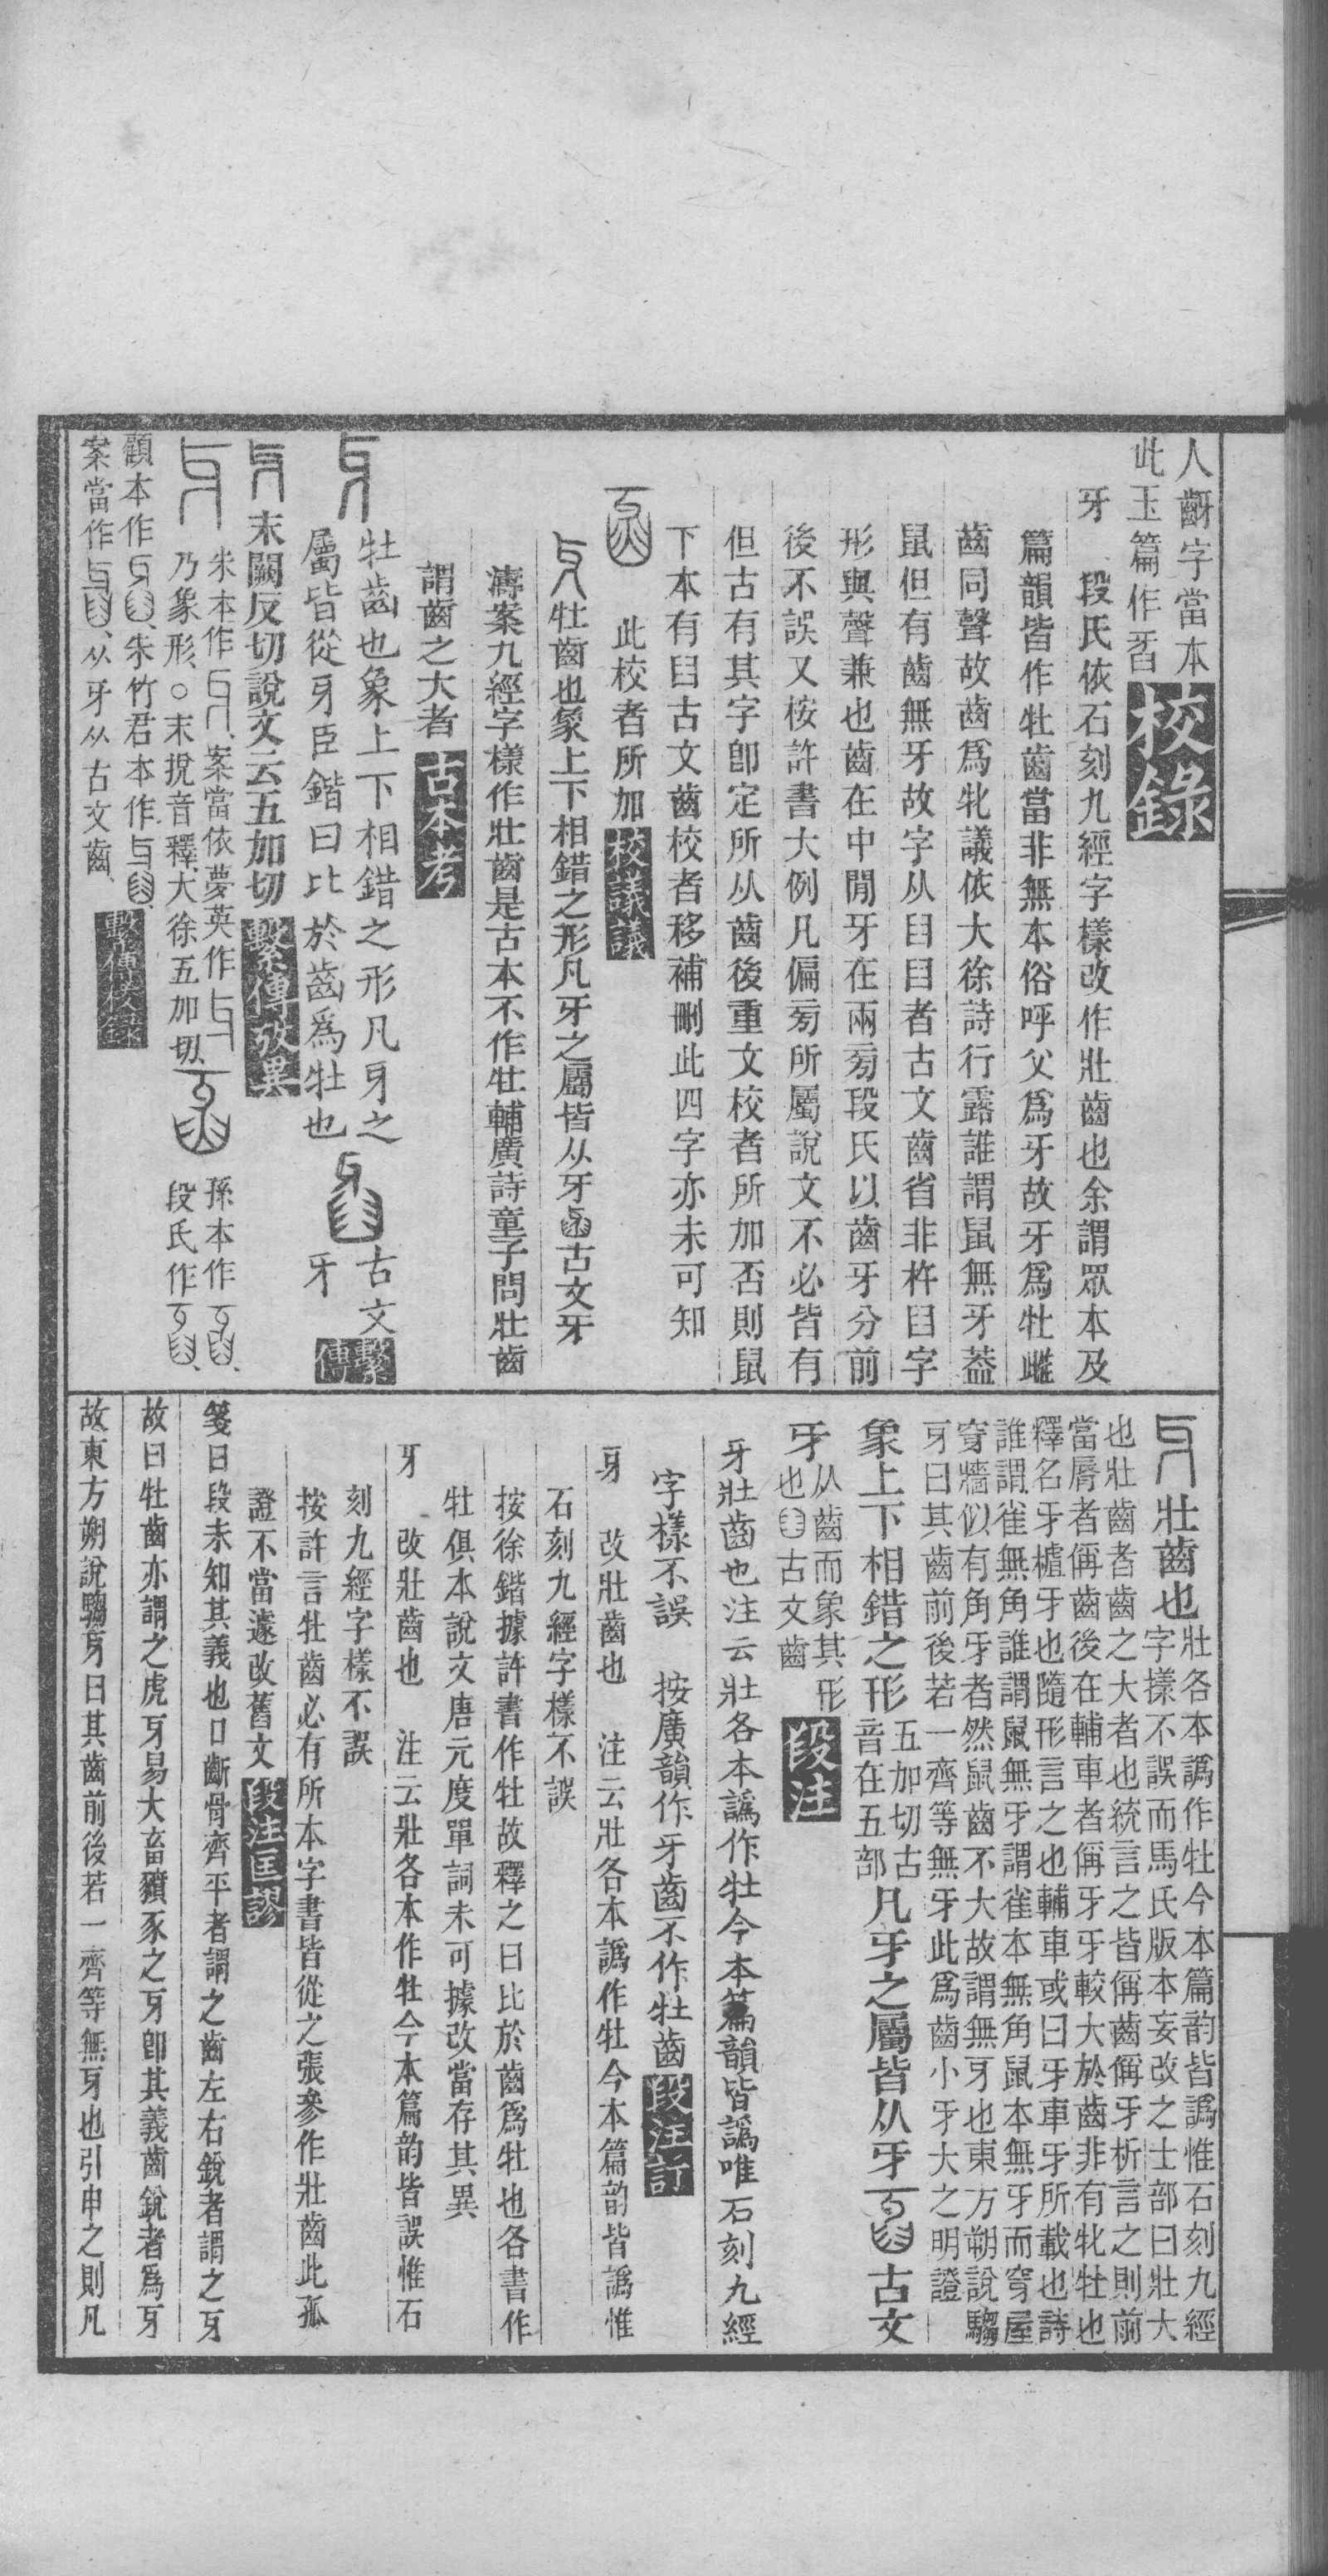 人齖字當本
此玉篇作㸦
校錄
牙　段氏依石刻九經字樣改作壯齒也余謂眾本及
篇韻皆作牡齒當非無本俗呼父爲牙故牙爲牡雌
齒同聲故齒爲牝議依大徐詩行露誰謂鼠無牙葢
鼠但有齒無牙故字从臼臼者古文齒省非杵臼字
形與聲兼也齒在中閒牙在兩㫄段氏以齒牙分前
後不誤又桉許書大例凡偏㫄所屬說文不必皆有
但古有其字卽定所从齒後重文校者所加否則鼠
下本有臼古文齒校者移補刪此四字亦未可知
此校者所加校議議
牡齒也象上下相錯之形凡牙之屬皆从牙古文牙
濤案九經字樣作壯齒是古本不作牡輔廣詩童子問壯齒
謂齒之大者古本考
牡齒也象上下相錯之形凡牙之
屬皆從牙臣鍇曰比於齒爲牡也
古文
牙
繫傳
末闕反切說文云五加切繫傳攷異
朱本作案當依夢英作
乃象形、○末挩音釋、大徐五加切、
孫本作
段氏作
顧本作朱竹君本作
案當作从牙从古文齒、
繫傳校錄
壯齒也
壯各本譌作牡今本篇韵皆譌惟石刻九經
字㨾不誤而馬氏版本妄改之士部曰壯大
也壯齒者齒之大者也統言之皆偁齒偁牙析言之則前
當脣者偁齒後在輔車者偁牙牙較大於齒非有牝牡也
釋名牙樝牙也隨形言之也輔車或曰牙車牙所載也詩
誰謂雀無角誰謂鼠無牙謂雀本無角鼠本無牙而穿屋
穿牆似有角牙者然鼠齒不大故謂無牙也東方朔說騶
牙曰其齒前後若一齊等無牙此爲齒小牙大之明證
象上下相錯之形
五加切古
音在五部
凡牙之屬皆从牙古文
牙
从齒而象其形
也古文齒
段注
牙壯齒也注云壯各本譌作牡今本篇韻皆譌唯石刻九經
字樣不誤　按廣韻作牙齒不作牡齒段注訂
牙　改壯齒也　注云壯各本譌作牡今本篇韵皆譌惟
石刻九經字樣不誤
按徐鍇據許書作牡故釋之曰比於齒爲牡也各書作
牡俱本說文唐元度單詞未可據改當存其異
牙　改壯齒也　注云壯各本作牡今本篇韵皆誤惟石
刻九經字樣不誤
按許言牡齒必有所本字書皆從之張參作壯齒此孤
證不當遽改舊文段注匡謬
箋曰段未知其義也口斷骨齊平者謂之齒左右銳者謂之牙
故曰牡齒亦謂之虎牙易大畜豶豕之牙卽其義齒銳者爲牙
故東方朔說騶牙曰其齒前後若一齊等無牙也引申之則凡